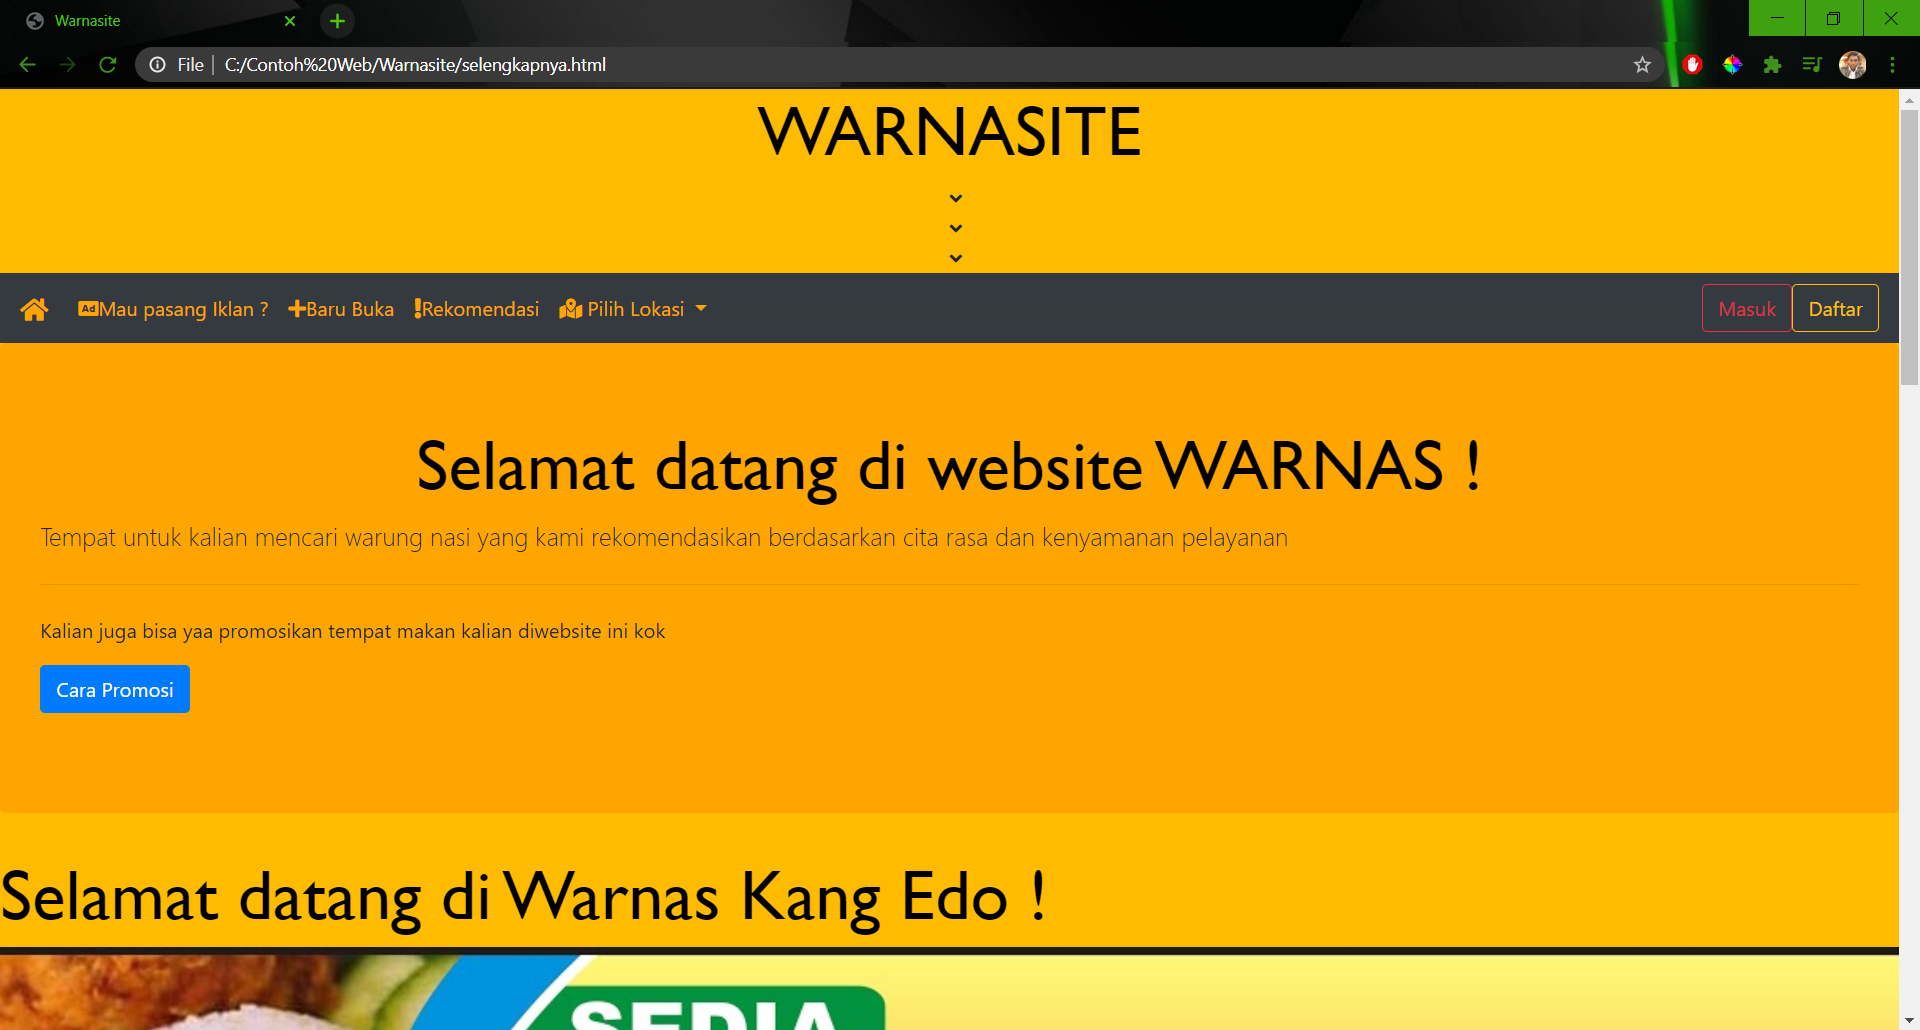 Warnasite
File C:/Contoh%20Web/Warnasite/selengkapnya.html
WARNASITE
Ad Mau pasang Iklan ? Baru Buka Rekomendasi Pilih Lokasi Masuk Daftar
Selamat datang di website WARNAS !
Tempat untuk kalian mencari warung nasi yang kami rekomendasikan berdasarkan cita rasa dan kenyamanan pelayanan
Kalian juga bisa yaa promosikan tempat makan kalian diwebsite ini kok
Cara Promosi
Selamat datang di Warnas Kang Edo !
SEDIA